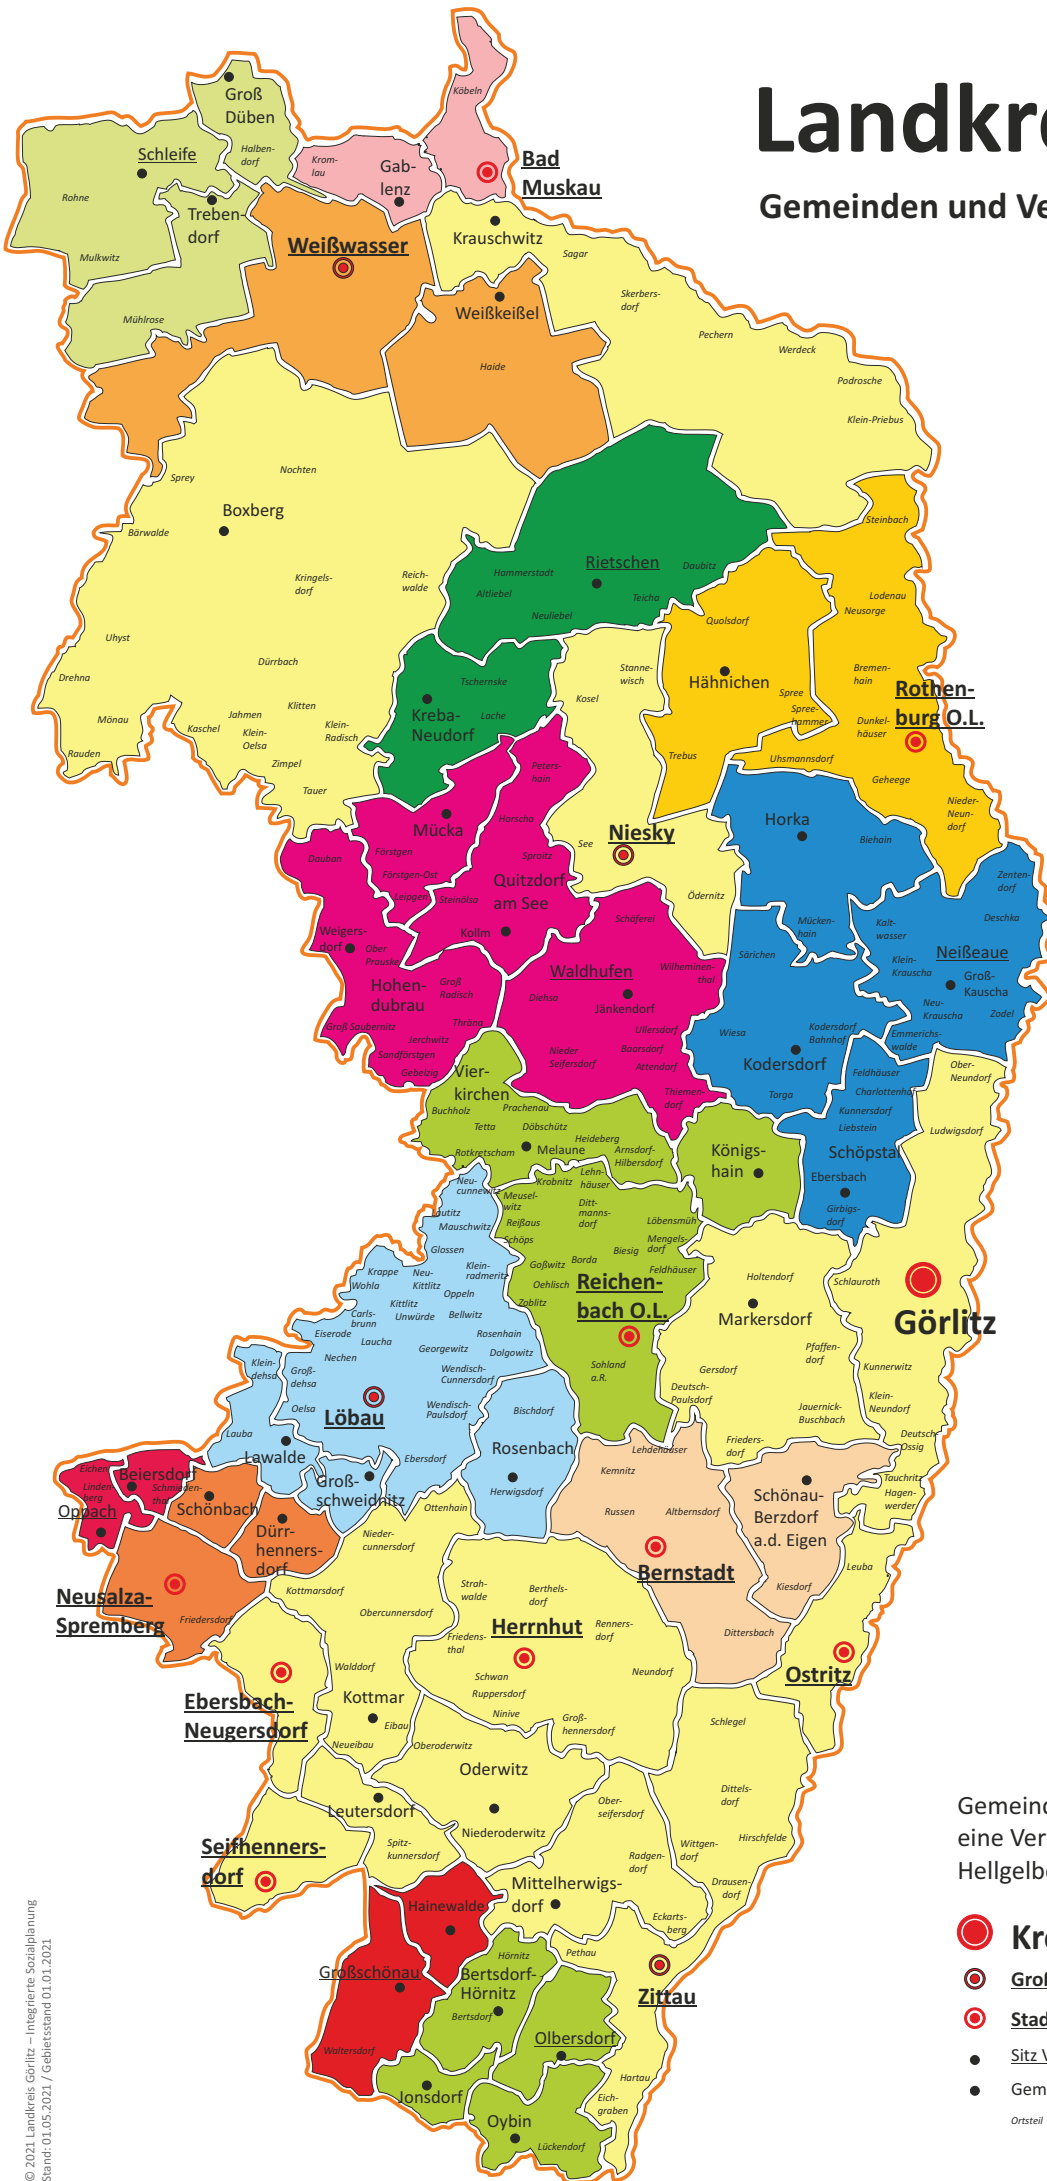 Landkre
Gemeinden und Ve
Köbeln
Groß
Düben
Halben-
dorf
Schleife
Rohne
Mulkwitz
Treben-
dorf
Mühlrose
Krom-
lau
Gab-
lenz
Bad
Muskau
Weißwasser
Krauschwitz
Sagar
Skerbers-
dorf
Pechern
Werdeck
Podrosche
Klein-Priebus
Weißkeißel
Haide
Sprey
Nochten
Boxberg
Bärwalde
Kringels-
dorf
Reich-
walde
Uhyst
Dürrbach
Drehna
Mönau
Rauden
Kaschel
Jahmen
Klein-
Oelsa
Klitten
Klein-
Radisch
Zimpel
Tauer
Rietschen
Hammerstadt
Altliebel
Neuliebel
Teicha
Daubitz
Kreba-
Neudorf
Tschernske
Lache
Steinbach
Lodenau
Neusorge
Bremen-
hain
Rothen-
burg O.L.
Dunkel-
häuser
Geheege
Nieder-
Neun-
dorf
Uhsmannsdorf
Quolsdorf
Hähnichen
Spree
Spree-
hammer
Trebus
Stanne-
wisch
Kosel
Niesky
See
Ödernitz
Mücka
Förstgen
Förstgen-Ost
Leipgen
Peters-
hain
Horscha
Sproitz
Quitzdorf
am See
Steinölsa
Kollm
Dauban
Weigers-
dorf
Ober
Prauske
Hohen-
dubrau
Groß
Radisch
Thräna
Groß Saubernitz
Jerchwitz
Sandförstgen
Gebelzig
Schäferei
Waldhufen
Wilheminen-
thal
Diehsa
Jänkendorf
Ullersdorf
Baarsdorf
Attendorf
Nieder
Seifersdorf
Thiemen-
dorf
Horka
Biehain
Mücken-
hain
Särichen
Wiesa
Kodersdorf
Bahnhof
Kodersdorf
Torga
Zenten-
dorf
Deschka
Kalt-
wasser
Neißeaue
Klein-
Krauscha
Groß-
Kauscha
Neu-
Krauscha
Zodel
Emmerichs-
walde
Feldhäuser
Charlottenhof
Kunnersdorf
Liebstein
Schöpstal
Ebersbach
Girbigs-
dorf
Ober-
Neundorf
Ludwigsdorf
Vier-
kirchen
Buchholz
Prachenau
Tetta
Döbschütz
Heideberg
Rotkretscham
Melaune
Arnsdorf-
Hilbersdorf
Königs-
hain
Krobnitz
Lehn-
häuser
Meusel-
witz
Reißaus
Schöps
Ditt-
manns-
dorf
Löbensmüh
Mengels-
dorf
Biesig
Borda
Goßwitz
Feldhäuser
Oehlisch
Zoblitz
Reichen-
bach O.L.
Sohland
a.R.
Neu-
cunnewitz
Lautitz
Mauschwitz
Glossen
Krappe
Wohla
Neu-
Kittlitz
Klein-
radmeritz
Oppeln
Kittlitz
Carls-
brunn
Unwürde
Bellwitz
Eiserode
Laucha
Rosenhain
Georgewitz
Dolgowitz
Nechen
Wendisch-
Cunnersdorf
Klein-
dehsa
Groß-
dehsa
Oelsa
Löbau
Wendisch-
Paulsdorf
Lauba
Lawalde
Ebersdorf
Groß-
schweidnitz
Bischdorf
Rosenbach
Herwigsdorf
Holtendorf
Markersdorf
Pfaffen-
dorf
Gersdorf
Deutsch-
Paulsdorf
Jauernick-
Buschbach
Frieders-
dorf
Schlauroth
Görlitz
Kunnerwitz
Klein-
Neundorf
Deutsch-
Ossig
Tauchritz
Hagen-
werder
Eichen
Beiersdorf
Linden-
berg
Schmieden-
thal
Oppach
Schönbach
Dürr-
henners-
dorf
Neusalza-
Spremberg
Friedersdorf
Lehdehäuser
Kemnitz
Russen
Altbernsdorf
Bernstadt
Dittersbach
Schönau-
Berzdorf
a.d. Eigen
Kiesdorf
Leuba
Ostritz
Ottenhain
Nieder-
cunnersdorf
Kottmarsdorf
Obercunnersdorf
Walddorf
Kottmar
Eibau
Neueibau
Strah-
walde
Berthels-
dorf
Herrnhut
Renners-
dorf
Friedens-
thal
Schwan
Ruppersdorf
Ninive
Neundorf
Groß-
hennersdorf
Ebersbach-
Neugersdorf
Oberoderwitz
Oderwitz
Niederoderwitz
Leutersdorf
Spitz-
kunnersdorf
Seifhenners-
dorf
Schlegel
Dittels-
dorf
Hirschfelde
Wittgen-
dorf
Drausen-
dorf
Ober-
seifersdorf
Radgen-
dorf
Mittelherwigs-
dorf
Eckarts-
berg
Pethau
Zittau
Hartau
Eich-
graben
Hainewalde
Großschönau
Waltersdorf
Hörnitz
Bertsdorf-
Hörnitz
Bertsdorf
Olbersdorf
Jonsdorf
Oybin
Lückendorf
Gemeind
eine Ver
Hellgelbe
Kre
Groß
Stad
Sitz V
Gem
Ortsteil
© 2021 Landkreis Görlitz – Integrierte Sozialplanung
Stand: 01.05.2021 / Gebietsstand 01.01.2021